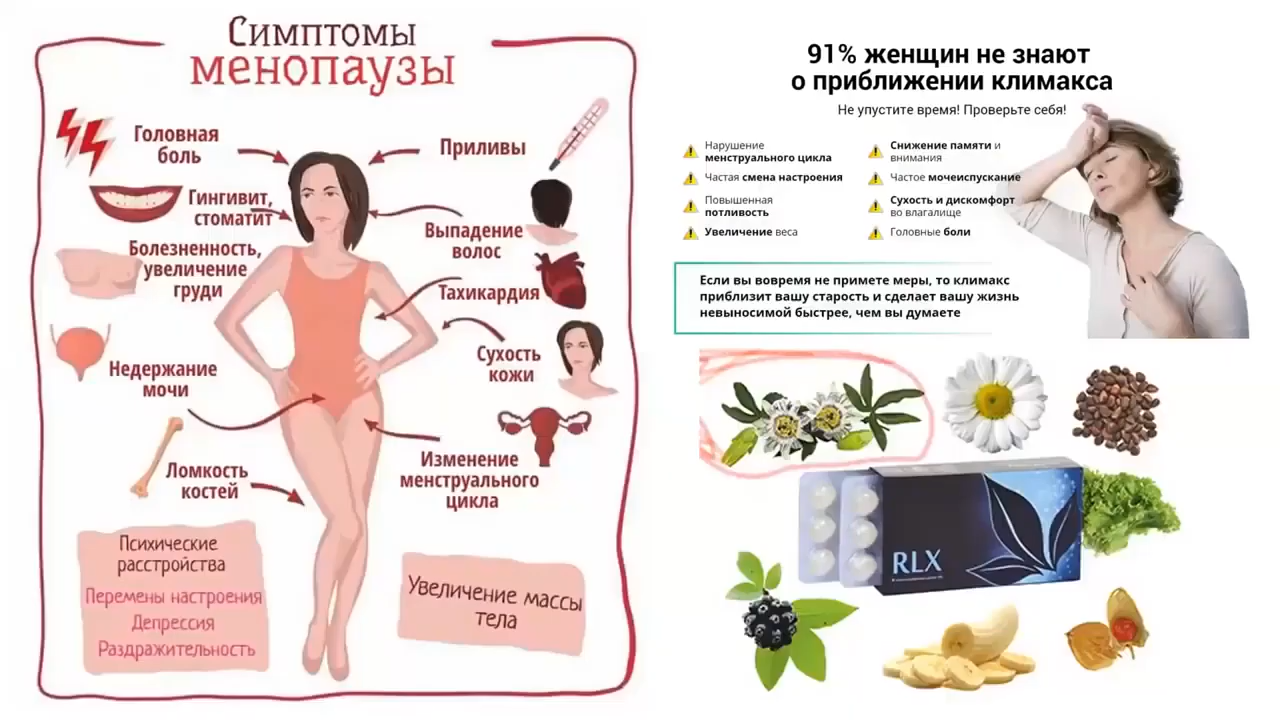 Симптомы
менопаузы
Головная
боль
Приливы
Гингивит,
стоматит
Выпадение
волос
Болезненность,
увеличение
груди
Тахикардия
Сухость
кожи
Недержание
мочи
Ломкость
костей
Изменение
менструального
цикла
Психические
расстройства
Перемены настроения
Депрессия
Раздражительность
Увеличение массы
тела
91% женщин не знают
о приближении климакса
Не упустите время! Проверьте себя!
Нарушение
менструального цикла
Частая смена настроения
Повышенная
потливость
Увеличение веса
Снижение памяти и
внимания
Частое мочеиспускание
Сухость и дискомфорт
во влагалище
Головные боли
Если вы вовремя не примете меры, то климакс
приблизит вашу старость и сделает вашу жизнь
невыносимой быстрее, чем вы думаете
RLX